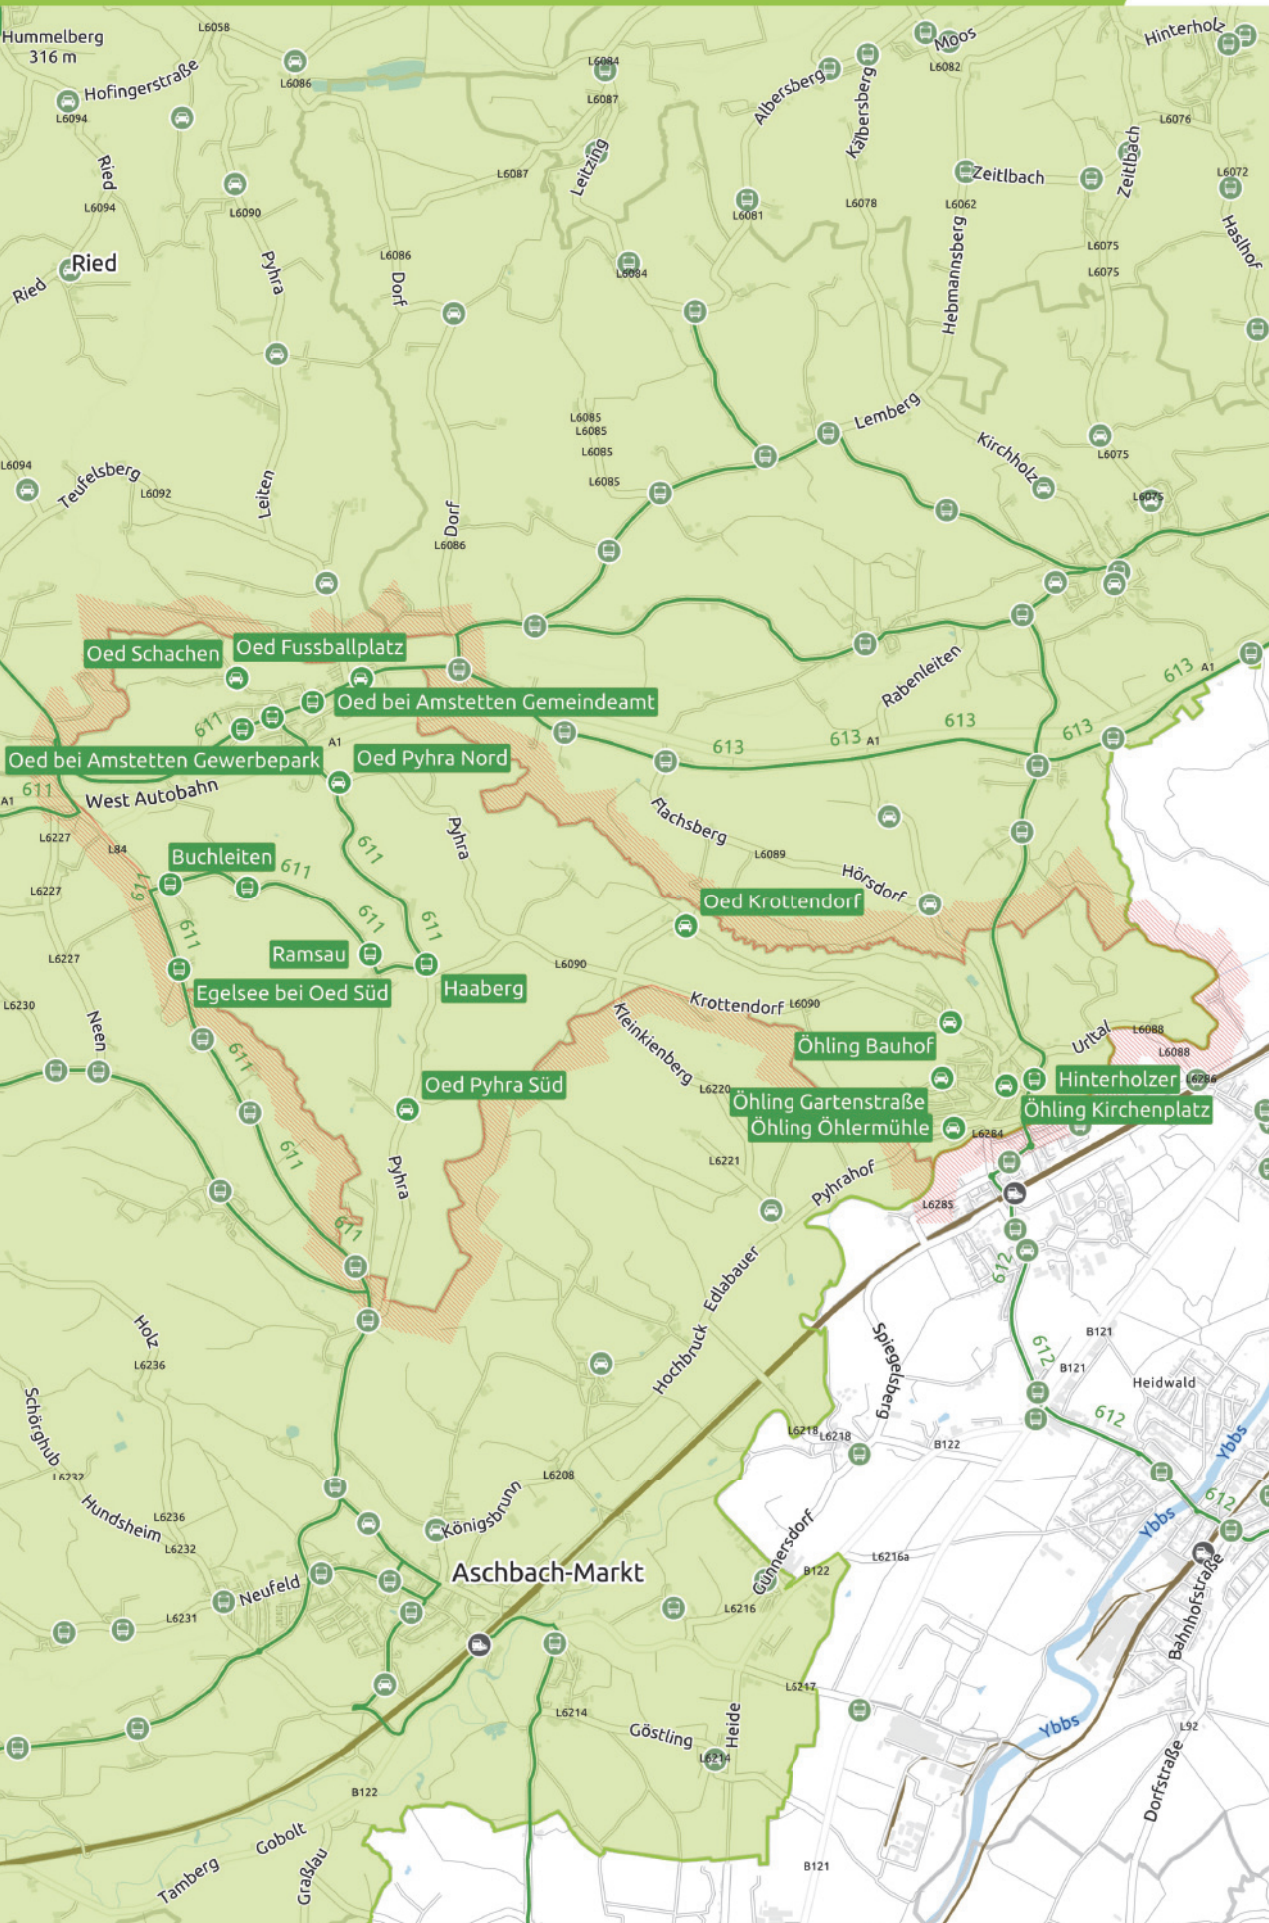 L6058
Hummelberg
316 m
Moos
Hinterholz
L6084
L6082
Hofingerstraße
L6086
Albersberg
L6094
L6087
Kälbersberg
L6076
Ried
Leitzing
Zeitlbach
L6087
Zeitlbach
L6072
L6094
L6090
L6081
L6078
L6062
Haslhof
Pyhra
L6086
L6075
Ried
Dorf
L6084
L6075
Ried
Hebmannsberg
L6085
L6085
Lemberg
L6085
Kirchholz
L6075
L6094
Teufelsberg
L6092
Leiten
L6085
L6075
Dorf
L6086
Oed Schachen
Oed Fussballplatz
Rabenleiten
613
A1
Oed bei Amstetten Gemeindeamt
611
A1
613
613
A1
613
613
Oed bei Amstetten Gewerbepark
Oed Pyhra Nord
611
A1
West Autobahn
Flachsberg
Pyhra
L6227
L84
611
L6089
Buchleiten
611
Hörsdorf
L6227
611
Oed Krottendorf
611
611
611
Ramsau
L6227
L6090
Haaberg
Egelsee bei Oed Süd
L6230
Neen
Krottendorf
L6090
Kleinkienberg
Urltal
L6088
Öhling Bauhof
L6088
611
Oed Pyhra Süd
L6220
Hinterholzer
L6286
Öhling Gartenstraße
Öhling Kirchenplatz
Öhling Öhlermühle
L6284
611
Pyhra
L6221
Pyhrahof
L6285
611
612
Edlabauer
Holz
Spiegelsberg
B121
612
L6236
Hochbruck
B121
Heidwald
Schörghub
612
L6218
L6218
B122
Ybbs
L6232
L6208
612
Hundsheim
L6236
Königsbrunn
Ybbs
L6232
Günnersdorf
L6216a
Aschbach-Markt
B122
Neufeld
L6216
Bahnhofstraße
L6231
L6217
L6214
Heide
Göstling
Ybbs
L92
L6214
B122
Dorfstraße
Gobolt
Graßlau
Tamberg
B121